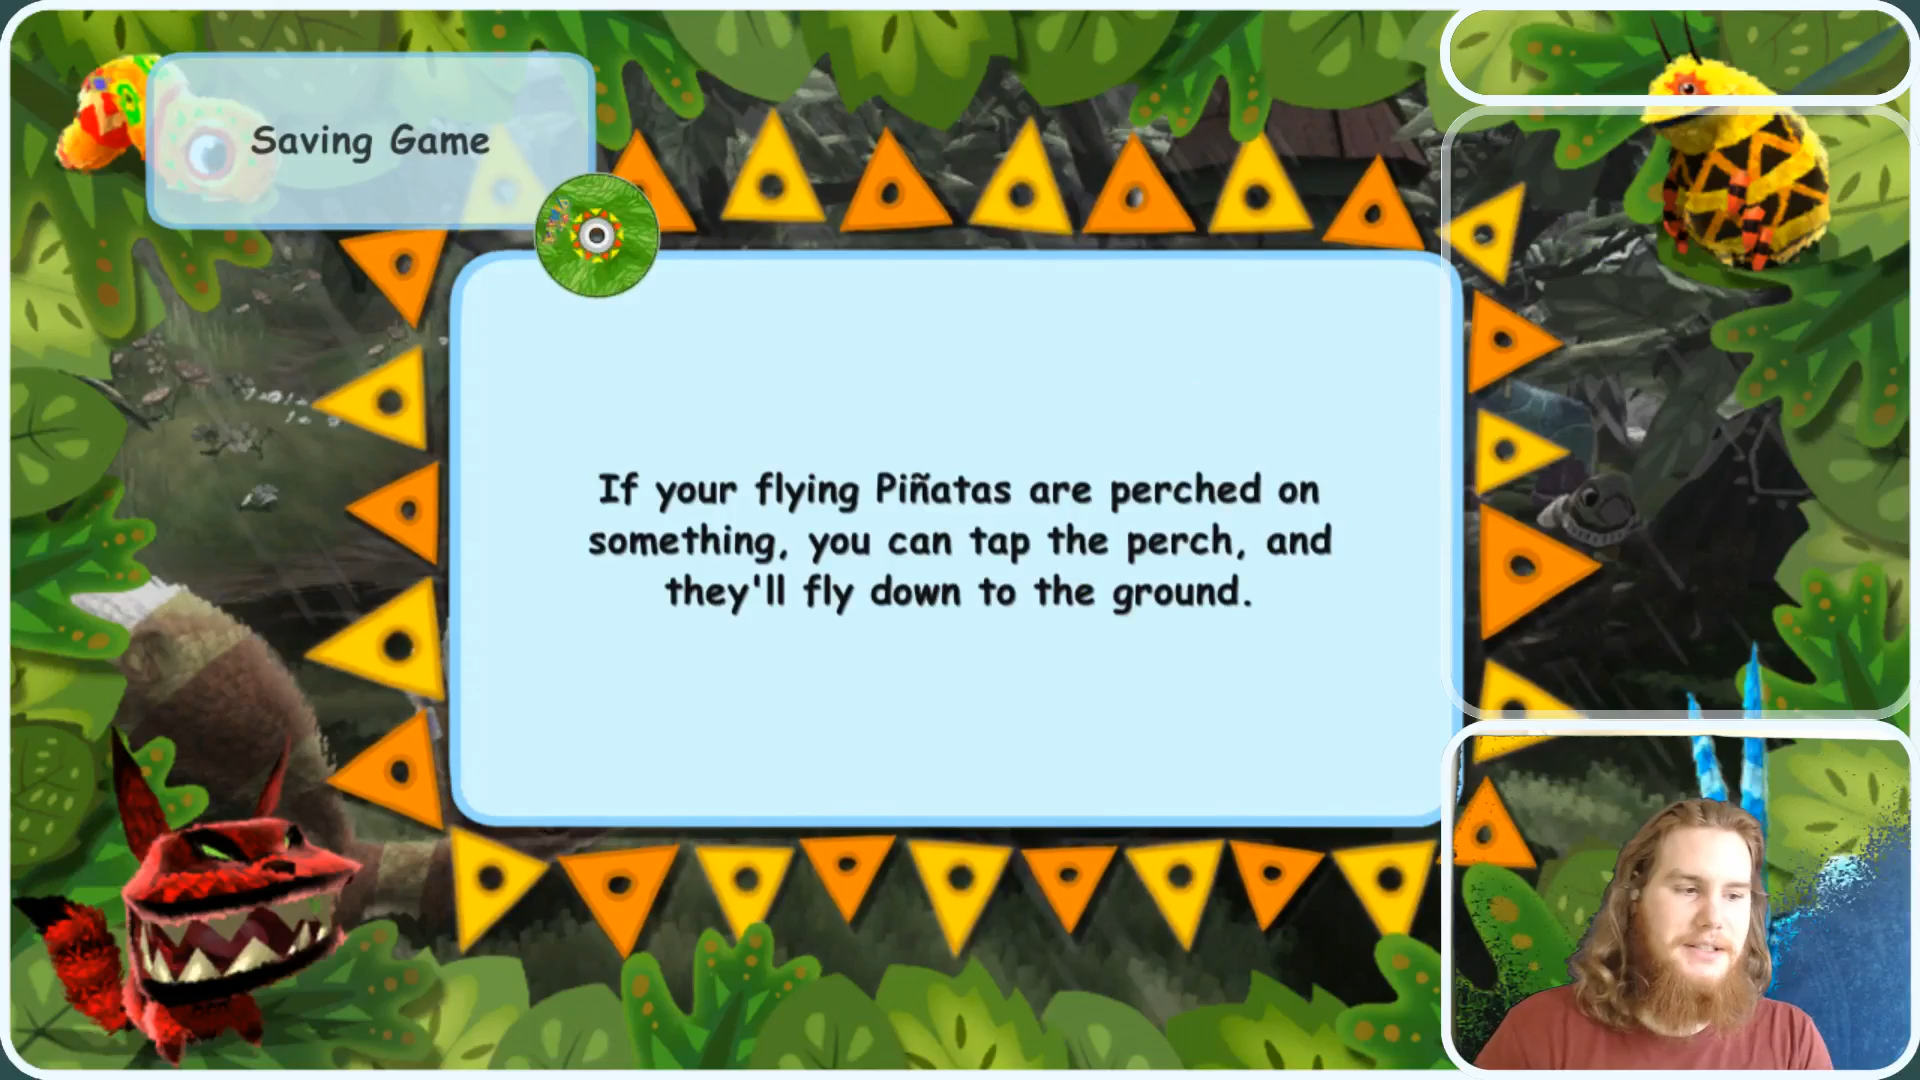 Saving Game
If your flying Piñatas are perched on
something, you can tap the perch, and
they'll fly down to the ground.